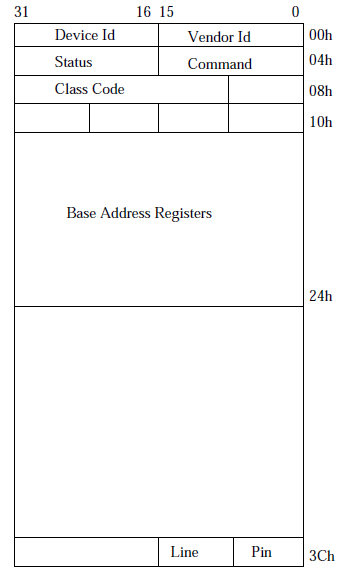 31 16 15 0
Device Id Vendor Id 00h
Status Command 04h
Class Code 08h
10h
Base Address Registers
24h
Line Pin 3Ch